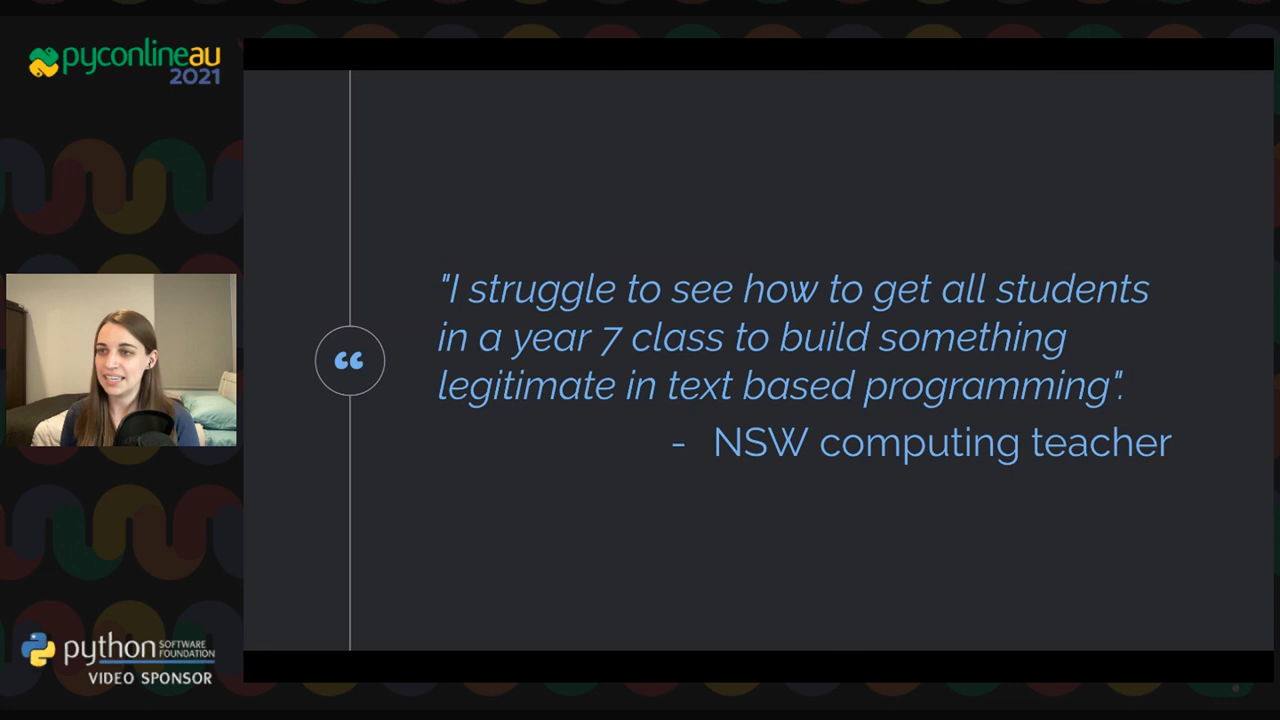 pyconlineau
2021
"I struggle to see how to get all students
in a year 7 class to build something
legitimate in text based programming".
- NSW computing teacher
python SOFTWARE FOUNDATION
VIDEO SPONSOR